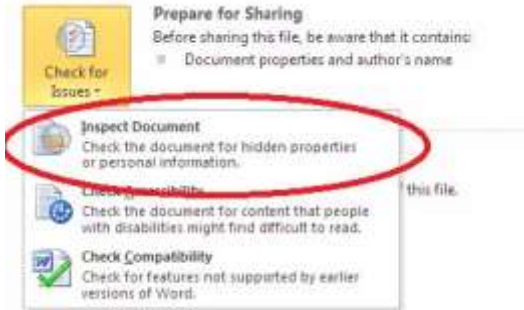 Prepare for Sharing
Before sharing this file, be aware that it contains:
Document properties and author's name
Check for
Issues
Inspect Document
Check the document for hidden properties
or personal information.
Check Accessibility
this file.
Check the document for content that people
with disabilities might find difficult to read.
Check Compatibility
Check for features not supported by earlier
versions of Word.